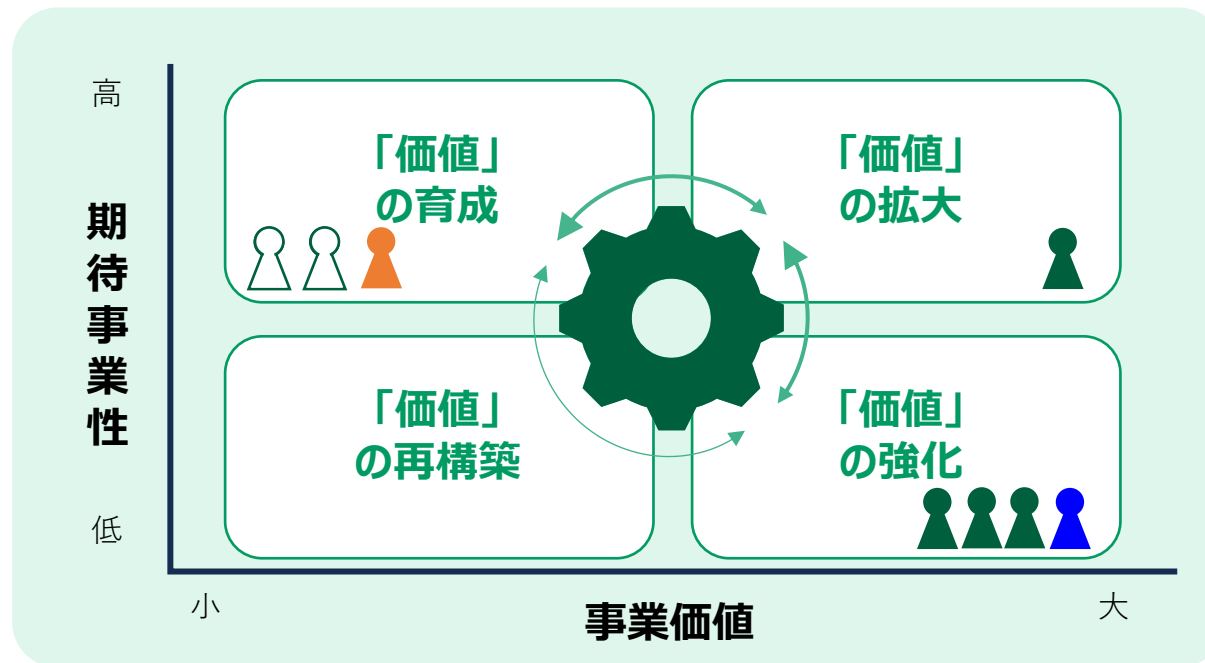 高
期待事業性
低
「価値」
の育成
「価値」
の拡大
「価値」
の再構築
「価値」
の強化
小
事業価値
大